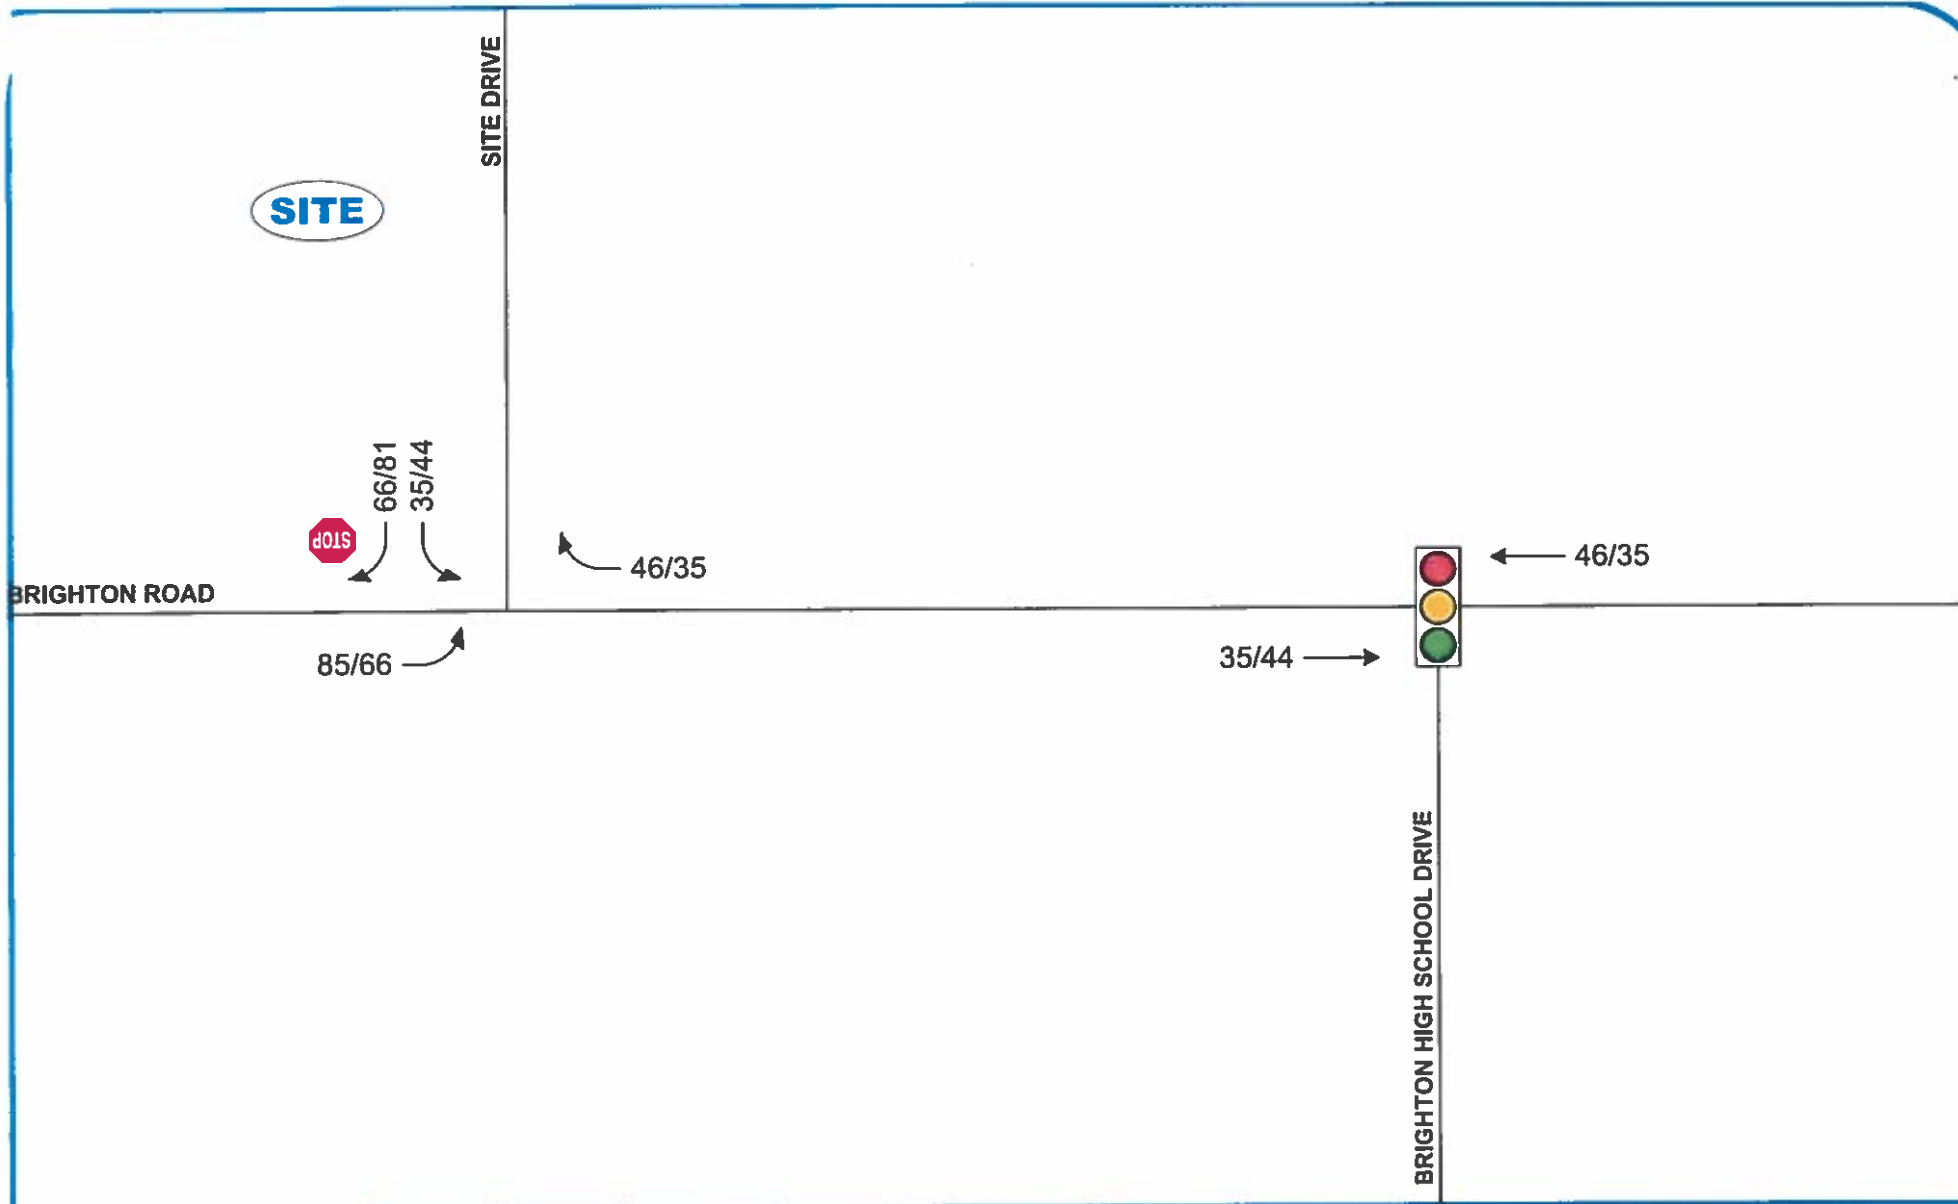 SITE DRIVE
SITE
66/81
35/44
STOP
46/35
46/35
BRIGHTON ROAD
85/66
35/44
BRIGHTON HIGH SCHOOL DRIVE